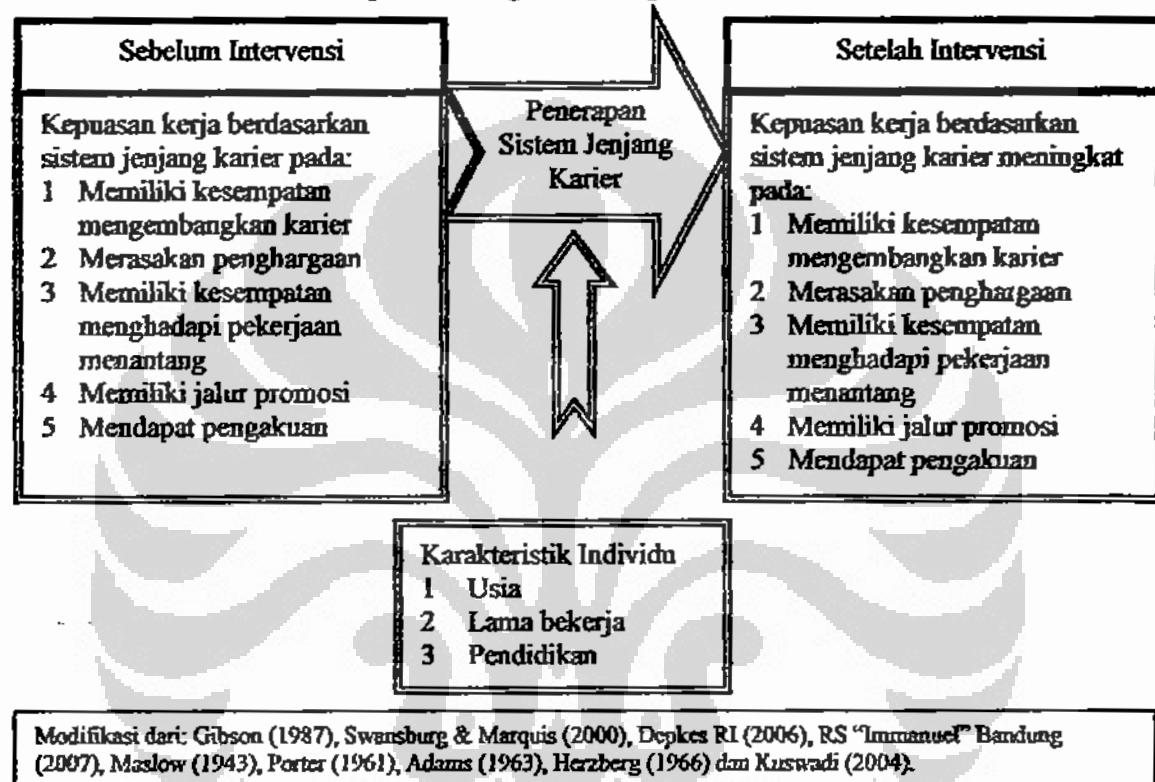 Sebelum Intervensi
Kepuasan kerja berdasarkan
sistem jenjang karier pada:
1 Memiliki kesempatan
mengembangkan karier
2 Merasakan penghargaan
3 Memiliki kesempatan
menghadapi pekerjaan
menantang
4 Memiliki jalur promosi
5 Mendapat pengakuan
Penerapan
Sistem Jenjang
Karier
Setelah Intervensi
Kepuasan kerja berdasarkan
sistem jenjang karier meningkat
pada:
1 Memiliki kesempatan
mengembangkan karier
2 Merasakan penghargaan
3 Memiliki kesempatan
menghadapi pekerjaan
menantang
4 Memiliki jalur promosi
5 Mendapat pengakuan
Karakteristik Individu
1 Usia
2 Lama bekerja
3 Pendidikan
Modifikasi dari: Gibson (1987), Swansburg & Marquis (2000), Depkes RI (2006), RS “Immanuel” Bandung
(2007), Maslow (1943), Porter (1961), Adams (1963), Herzberg (1966) dan Kuswadi (2004).